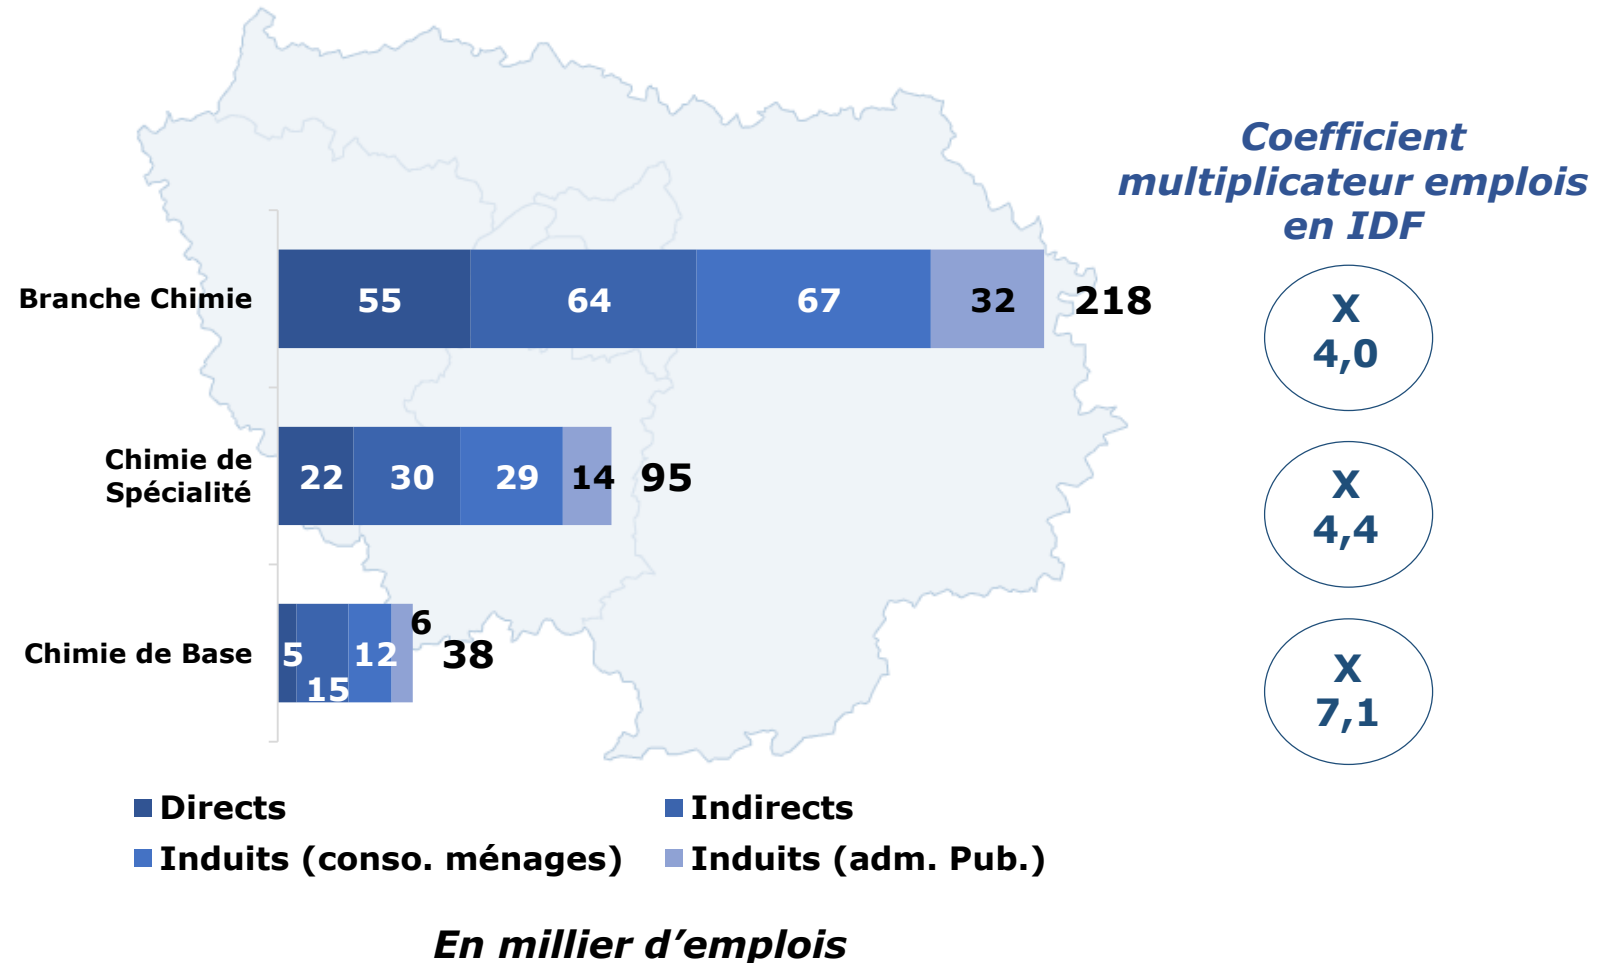 Coefficient
multiplicateur emplois
en IDF
Branche Chimie
55 64 67 32 218
X
4,0
Chimie de
Spécialité
22 30 29 14 95
X
4,4
Chimie de Base
5 15 12 6 38
X
7,1
Directs
Indirects
Induits (conso. ménages)
Induits (adm. Pub.)
En millier d’emplois